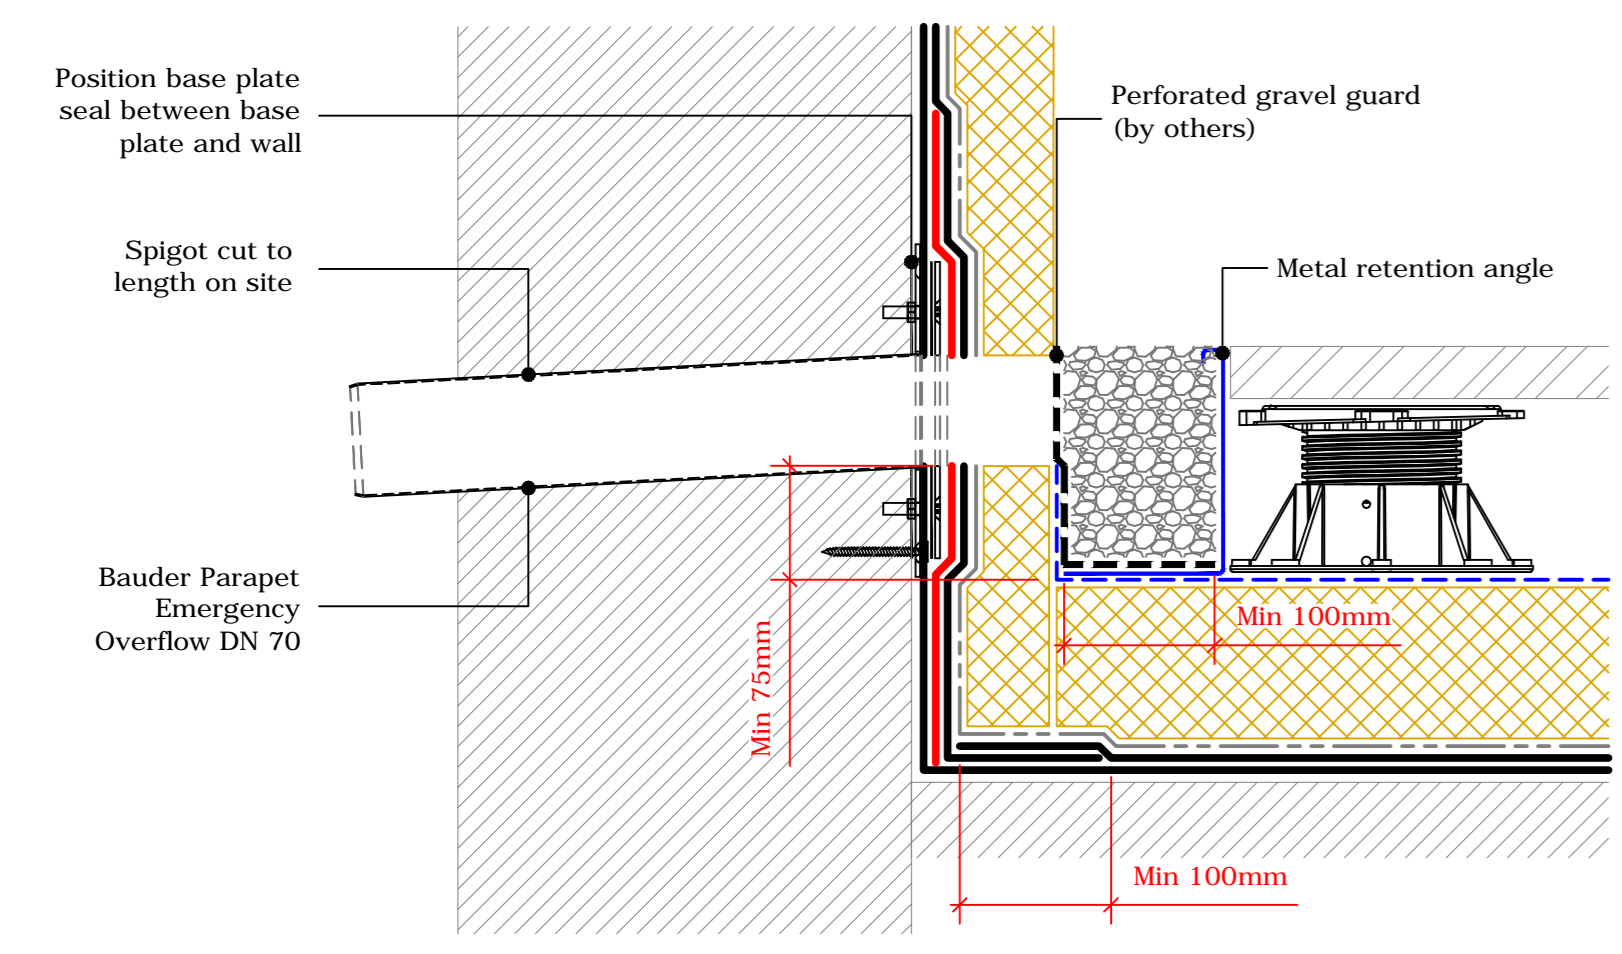 Position base plate
seal between base
plate and wall
Perforated gravel guard
(by others)
Spigot cut to
length on site
Metal retention angle
Bauder Parapet
Emergency
Overflow DN 70
Min 100mm
Min 75mm
Min 100mm